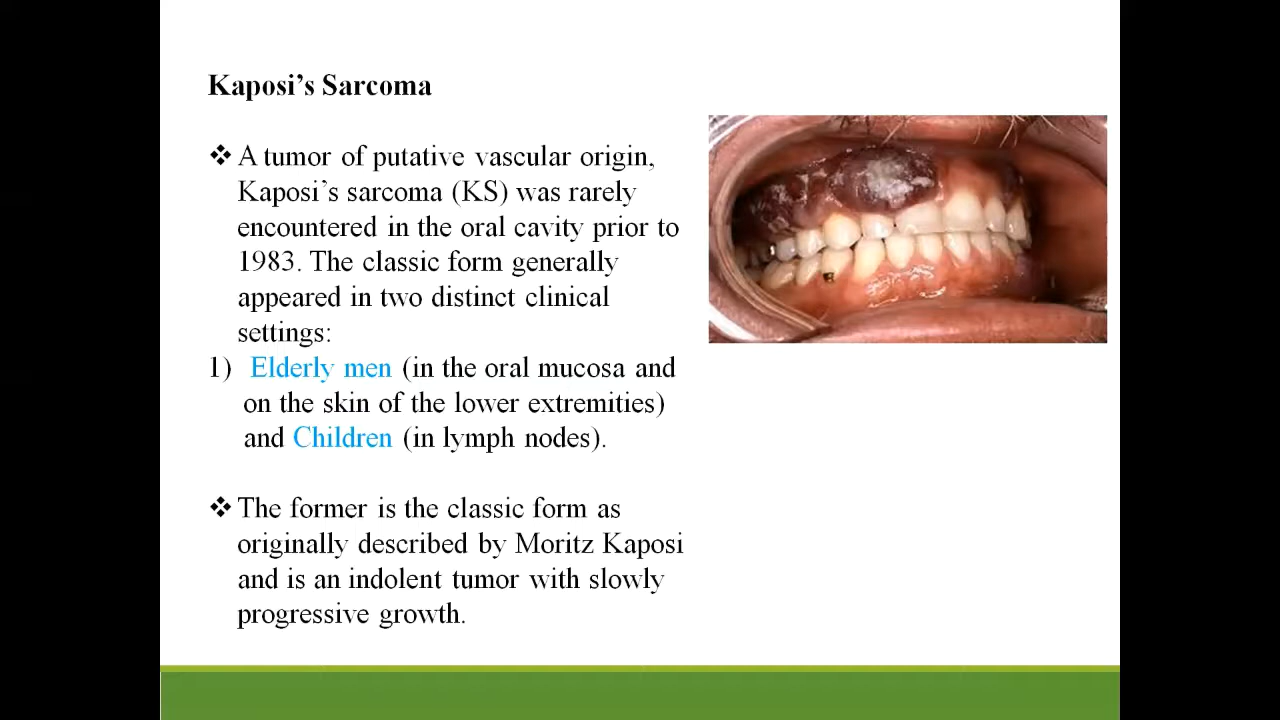 Kaposi’s Sarcoma
❖ A tumor of putative vascular origin,
Kaposi’s sarcoma (KS) was rarely
encountered in the oral cavity prior to
1983. The classic form generally
appeared in two distinct clinical
settings:
1) Elderly men (in the oral mucosa and
on the skin of the lower extremities)
and Children (in lymph nodes).
❖ The former is the classic form as
originally described by Moritz Kaposi
and is an indolent tumor with slowly
progressive growth.